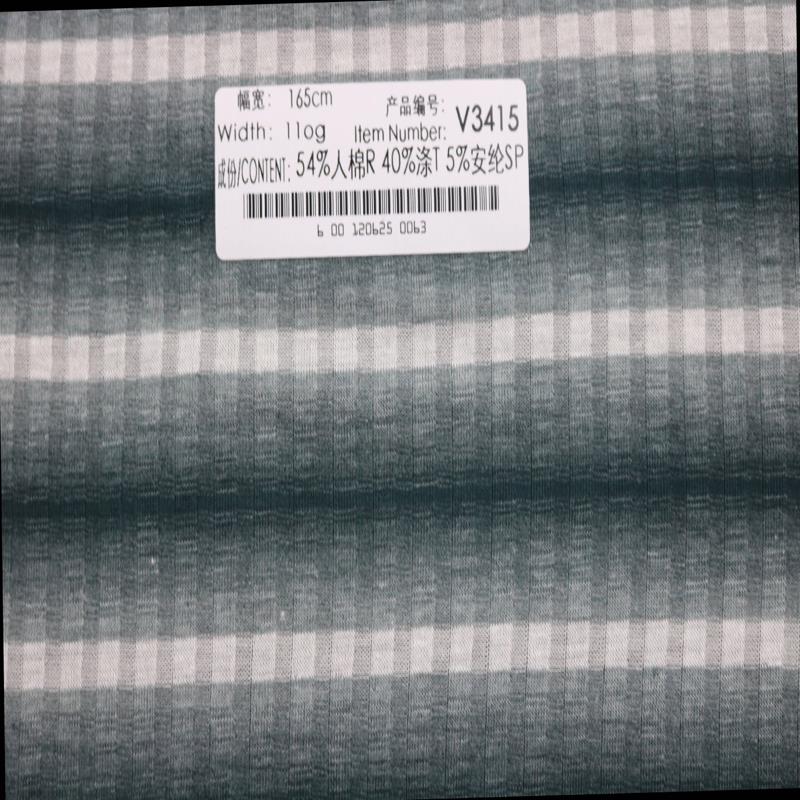 幅宽: 165cm
产品编号:
Width: 110g
Item Number: V3415
成份/CONTENT: 54%人棉R 40%涤T 5%安纶SP
6 00 120625 0063